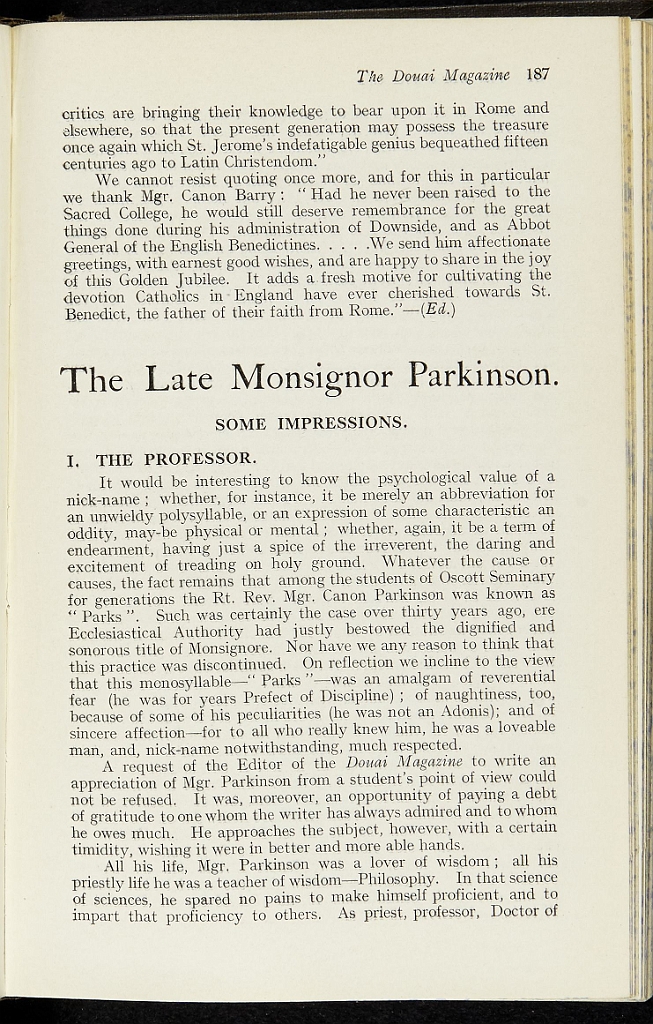 The Douai Magazine 187
critics are bringing their knowledge to bear upon it in Rome and
elsewhere, so that the present generation may possess the treasure
once again which St. Jerome's indefatigable genius bequeathed fifteen
centuries ago to Latin Christendom."
We cannot resist quoting once more, and for this in particular
we thank Mgr. Canon Barry : " Had he never been raised to the
Sacred College, he would still deserve remembrance for the great
things done during his administration of Downside, and as Abbot
General of the English Benedictines. . . . .We send him affectionate
greetings, with earnest good wishes, and are happy to share in the joy
of this Golden Jubilee. It adds a fresh motive for cultivating the
devotion Catholics in England have ever cherished towards St.
Benedict, the father of their faith from Rome."—(Ed.)
The Late Monsignor Parkinson.
SOME IMPRESSIONS.
I. THE PROFESSOR.
It would be interesting to know the psychological value of a
nick-name ; whether, for instance, it be merely an abbreviation for
an unwieldy polysyllable, or an expression of some characteristic an
oddity, may-be physical or mental ; whether, again, it be a term of
endearment, having just a spice of the irreverent, the daring and
excitement of treading on holy ground. Whatever the cause or
causes, the fact remains that among the students of Oscott Seminary
for generations the Rt. Rev. Mgr. Canon Parkinson was known as
" Parks ". Such was certainly the case over thirty years ago, ere
Ecclesiastical Authority had justly bestowed the dignified and
sonorous title of Monsignore. Nor have we any reason to think that
this practice was discontinued. On reflection we incline to the view
that this monosyllable—" Parks "—was an amalgam of reverential
fear (he was for years Prefect of Discipline) ; of naughtiness, too,
because of some of his peculiarities (he was not an Adonis); and of
sincere affection—for to all who really knew him, he was a loveable
man, and, nick-name notwithstanding, much respected.
A request of the Editor of the Douai Magazine to write an
appreciation of Mgr. Parkinson from a student's point of view could
not be refused. It was, moreover, an opportunity of paying a debt
of gratitude to one whom the writer has always admired and to whom
he owes much. He approaches the subject, however, with a certain
timidity, wishing it were in better and more able hands.
All his life, Mgr. Parkinson was a lover of wisdom ; all his
priestly life he was a teacher of wisdom—Philosophy. In that science
of sciences, he spared no pains to make himself proficient, and to
impart that proficiency to others. As priest, professor, Doctor of